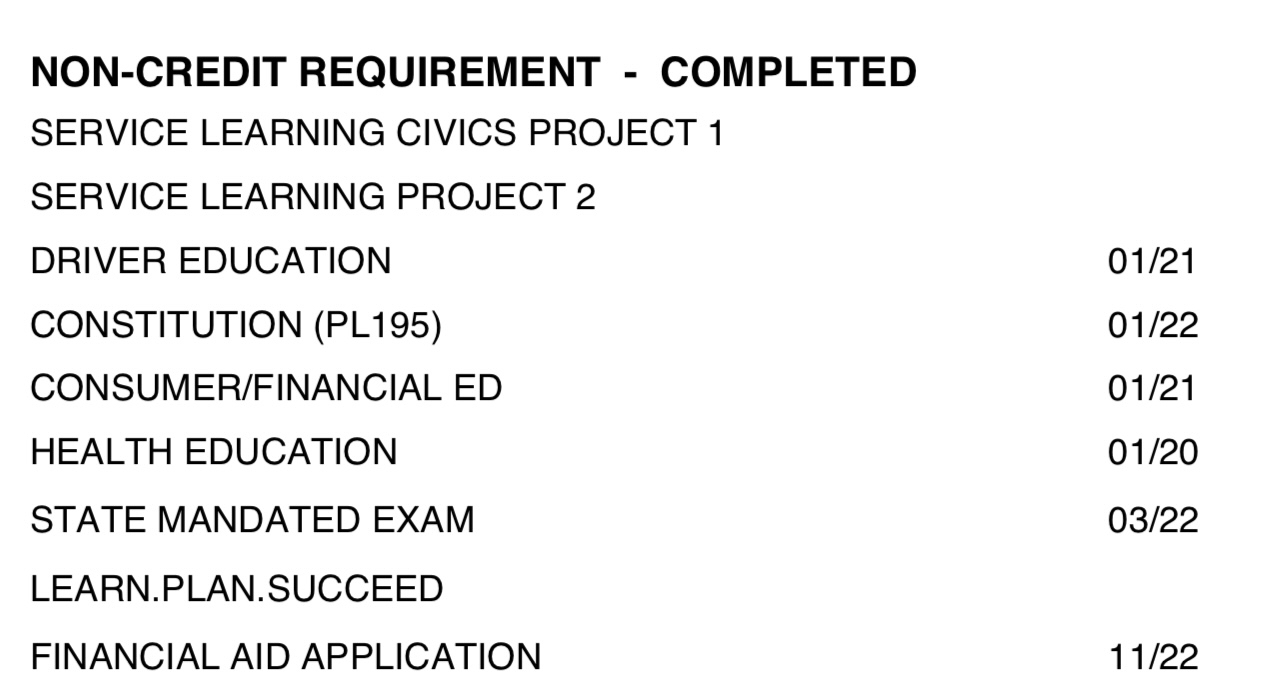 NON-CREDIT REQUIREMENT - COMPLETED
SERVICE LEARNING CIVICS PROJECT 1
SERVICE LEARNING PROJECT 2
DRIVER EDUCATION 01/21
CONSTITUTION (PL195) 01/22
CONSUMER/FINANCIAL ED 01/21
HEALTH EDUCATION 01/20
STATE MANDATED EXAM 03/22
LEARN.PLAN.SUCCEED
FINANCIAL AID APPLICATION 11/22